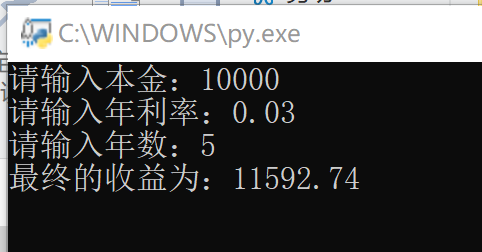 C:\WINDOWS\py.exe
请输入本金：10000
请输入年利率：0.03
请输入年数：5
最终的收益为：11592.74